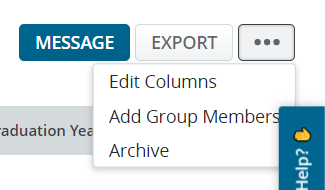 MESSAGE EXPORT •••
Edit Columns
Add Group Members
raduation Yea
Archive
Help?